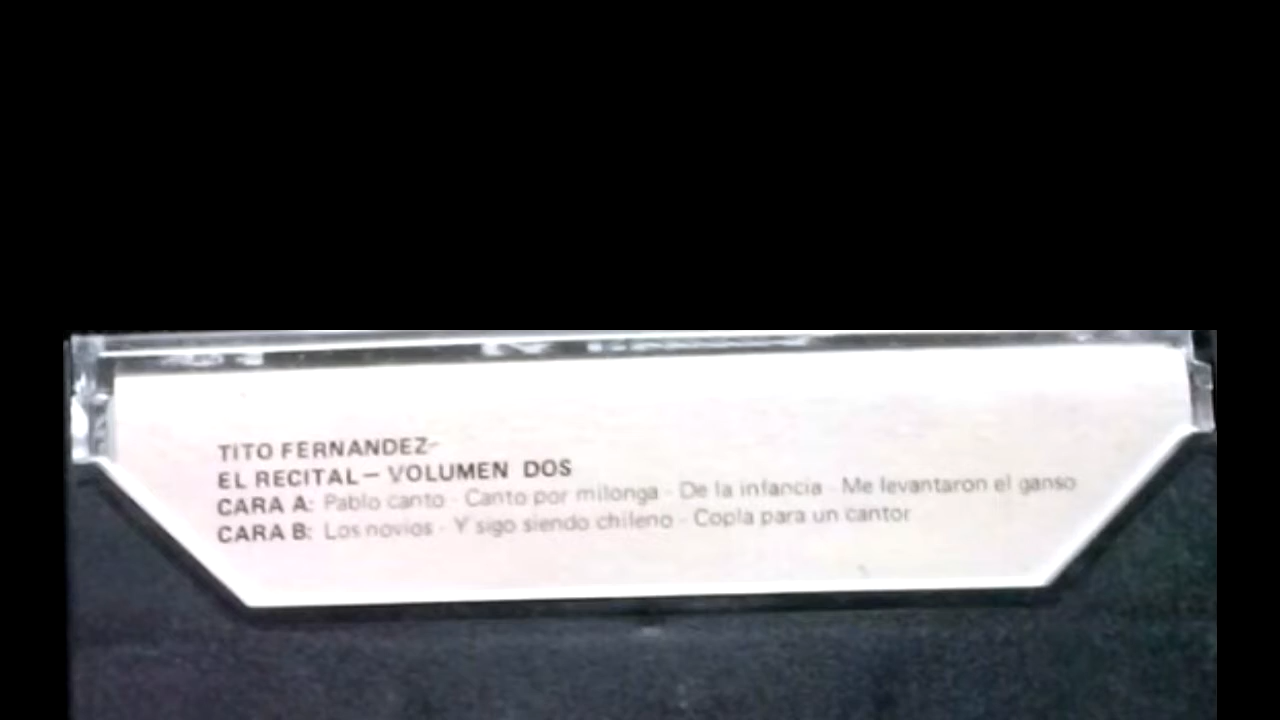 TITO FERNANDEZ-
EL RECITAL – VOLUMEN DOS
CARA A: Pablo canto - Canto por milonga - De la infancia - Me levantaron el ganso
CARA B: Los novios - Y sigo siendo chileno - Copla para un cantor